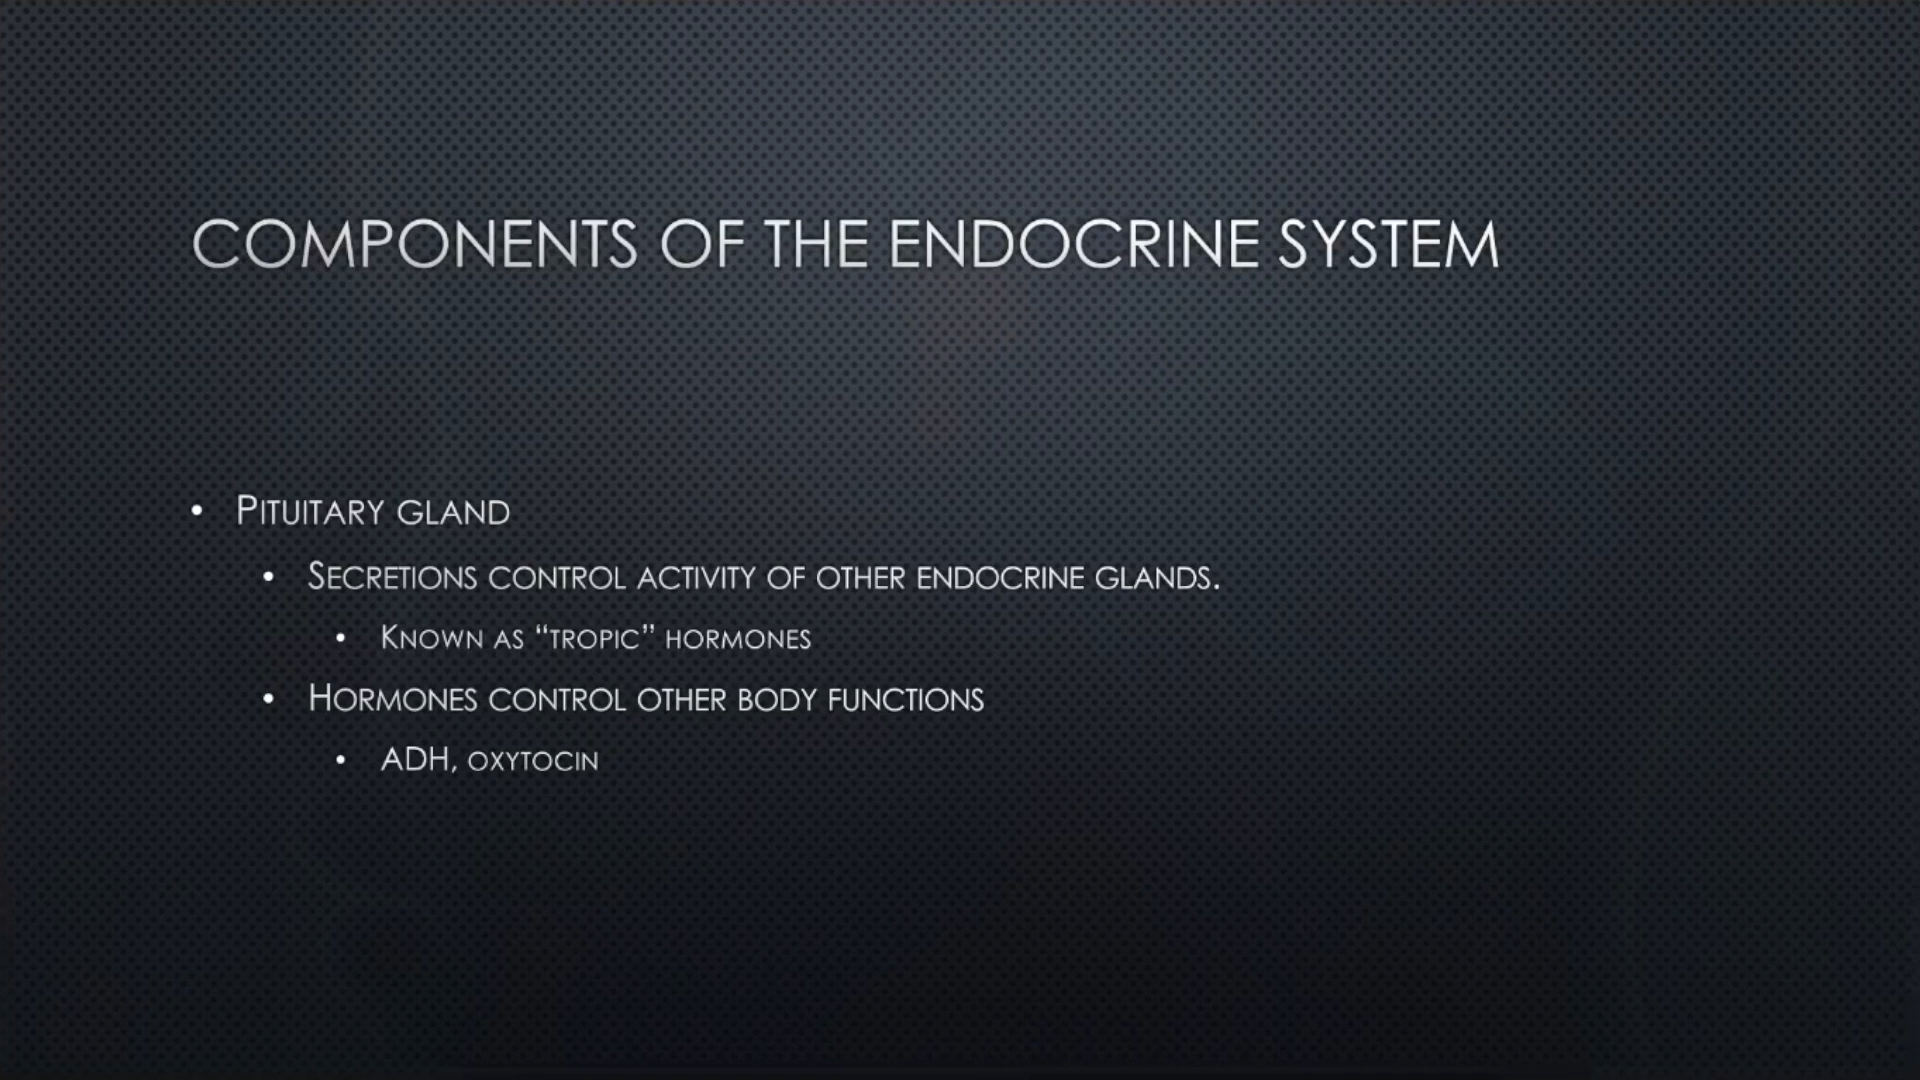 COMPONENTS OF THE ENDOCRINE SYSTEM
• PITUITARY GLAND
• SECRETIONS CONTROL ACTIVITY OF OTHER ENDOCRINE GLANDS.
• KNOWN AS “TROPIC” HORMONES
• HORMONES CONTROL OTHER BODY FUNCTIONS
• ADH, OXYTOCIN